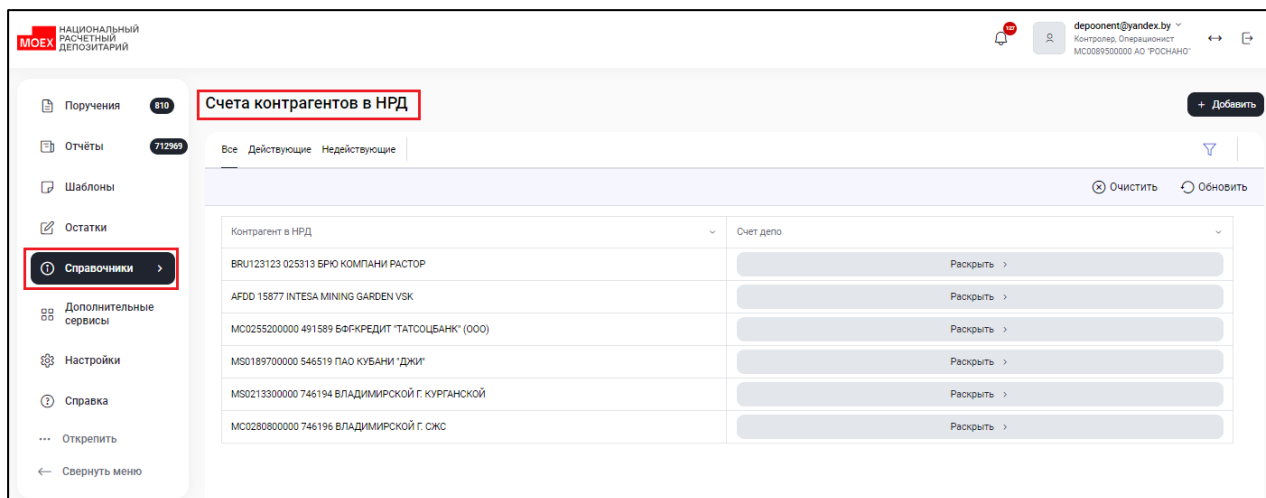 MOEX НАЦИОНАЛЬНЫЙ
РАСЧЕТНЫЙ
ДЕПОЗИТАРИЙ
127
depoonent@yandex.by
Контролер, Операционист
MC0089500000 АО "РОСНАНО"
Поручения 810
Отчёты 712969
Шаблоны
Остатки
Справочники
Дополнительные
сервисы
Настройки
Справка
Открепить
Свернуть меню
Счета контрагентов в НРД
+ Добавить
Все Действующие Недействующие
Очистить Обновить
Контрагент в НРД Счет депо
BRU123123 025313 БРЮ КОМПАНИ РАСТОР Раскрыть
AFDD 15877 INTESA MINING GARDEN VSK Раскрыть
MC0255200000 491589 БФГ-КРЕДИТ "ТАТСОЦБАНК" (ООО) Раскрыть
MS0189700000 546519 ПАО КУБАНИ "ДЖИ" Раскрыть
MS0213300000 746194 ВЛАДИМИРСКОЙ Г. КУРГАНСКОЙ Раскрыть
MC0280800000 746196 ВЛАДИМИРСКОЙ Г. СЖС Раскрыть